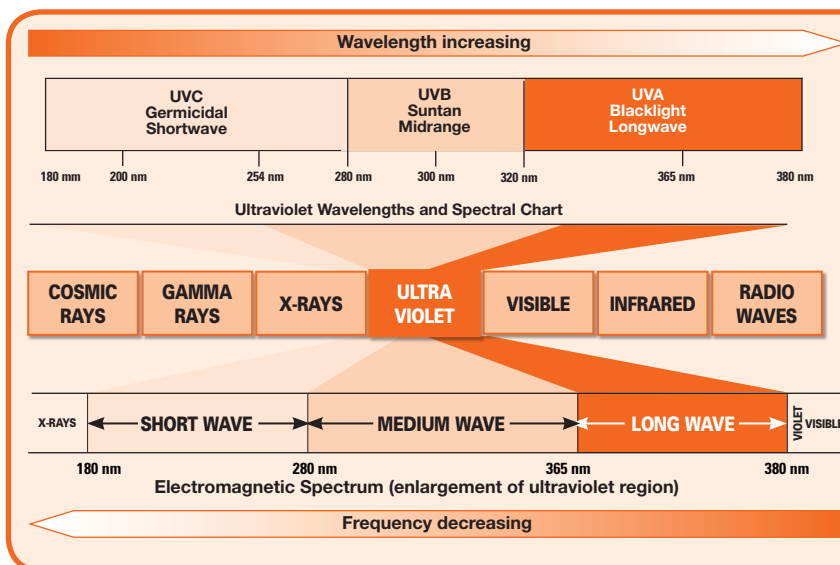 Wavelength increasing
UVC
Germicidal
Shortwave
UVB
Suntan
Midrange
UVA
Blacklight
Longwave
180 mm 200 nm 254 nm 280 nm 300 nm 320 nm 365 nm 380 nm
Ultraviolet Wavelengths and Spectral Chart
COSMIC
RAYS
GAMMA
RAYS
X-RAYS
ULTRA
VIOLET
VISIBLE
INFRARED
RADIO
WAVES
X-RAYS SHORT WAVE MEDIUM WAVE LONG WAVE VIOLET VISIBLE
180 nm 280 nm 365 nm 380 nm
Electromagnetic Spectrum (enlargement of ultraviolet region)
Frequency decreasing